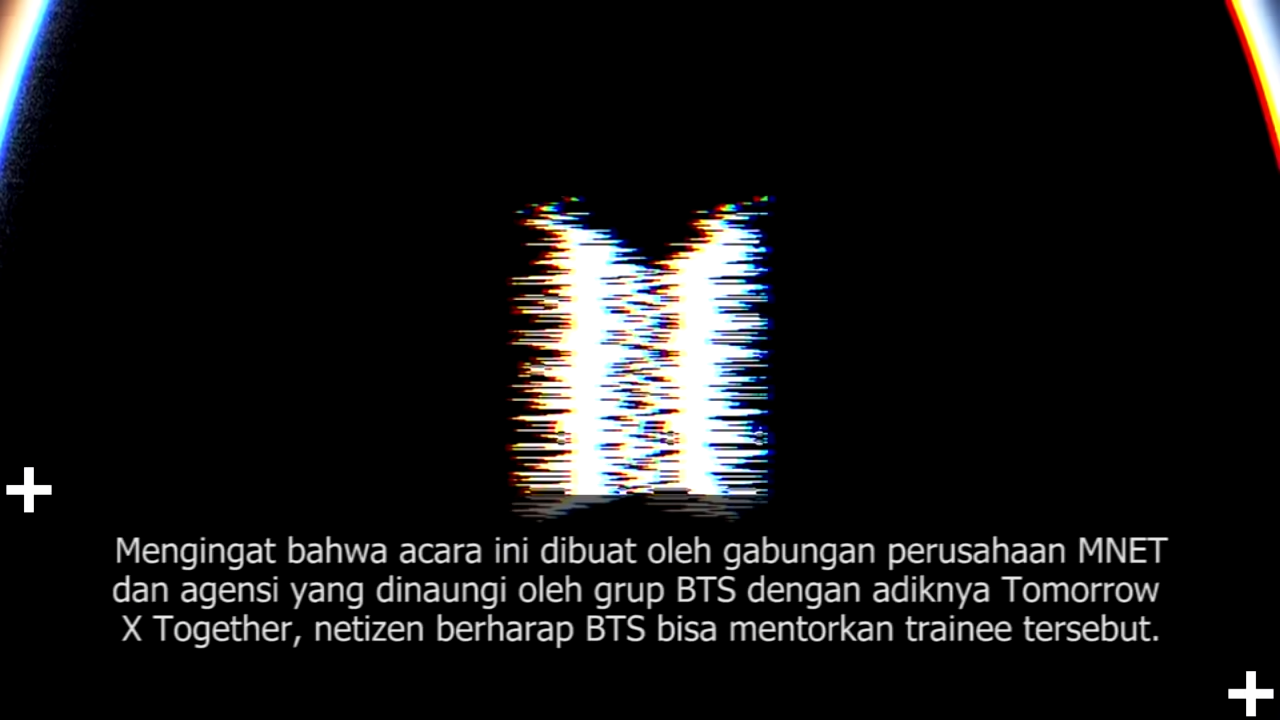 Mengingat bahwa acara ini dibuat oleh gabungan perusahaan MNET
dan agensi yang dinaungi oleh grup BTS dengan adiknya Tomorrow
X Together, netizen berharap BTS bisa mentorkan trainee tersebut.